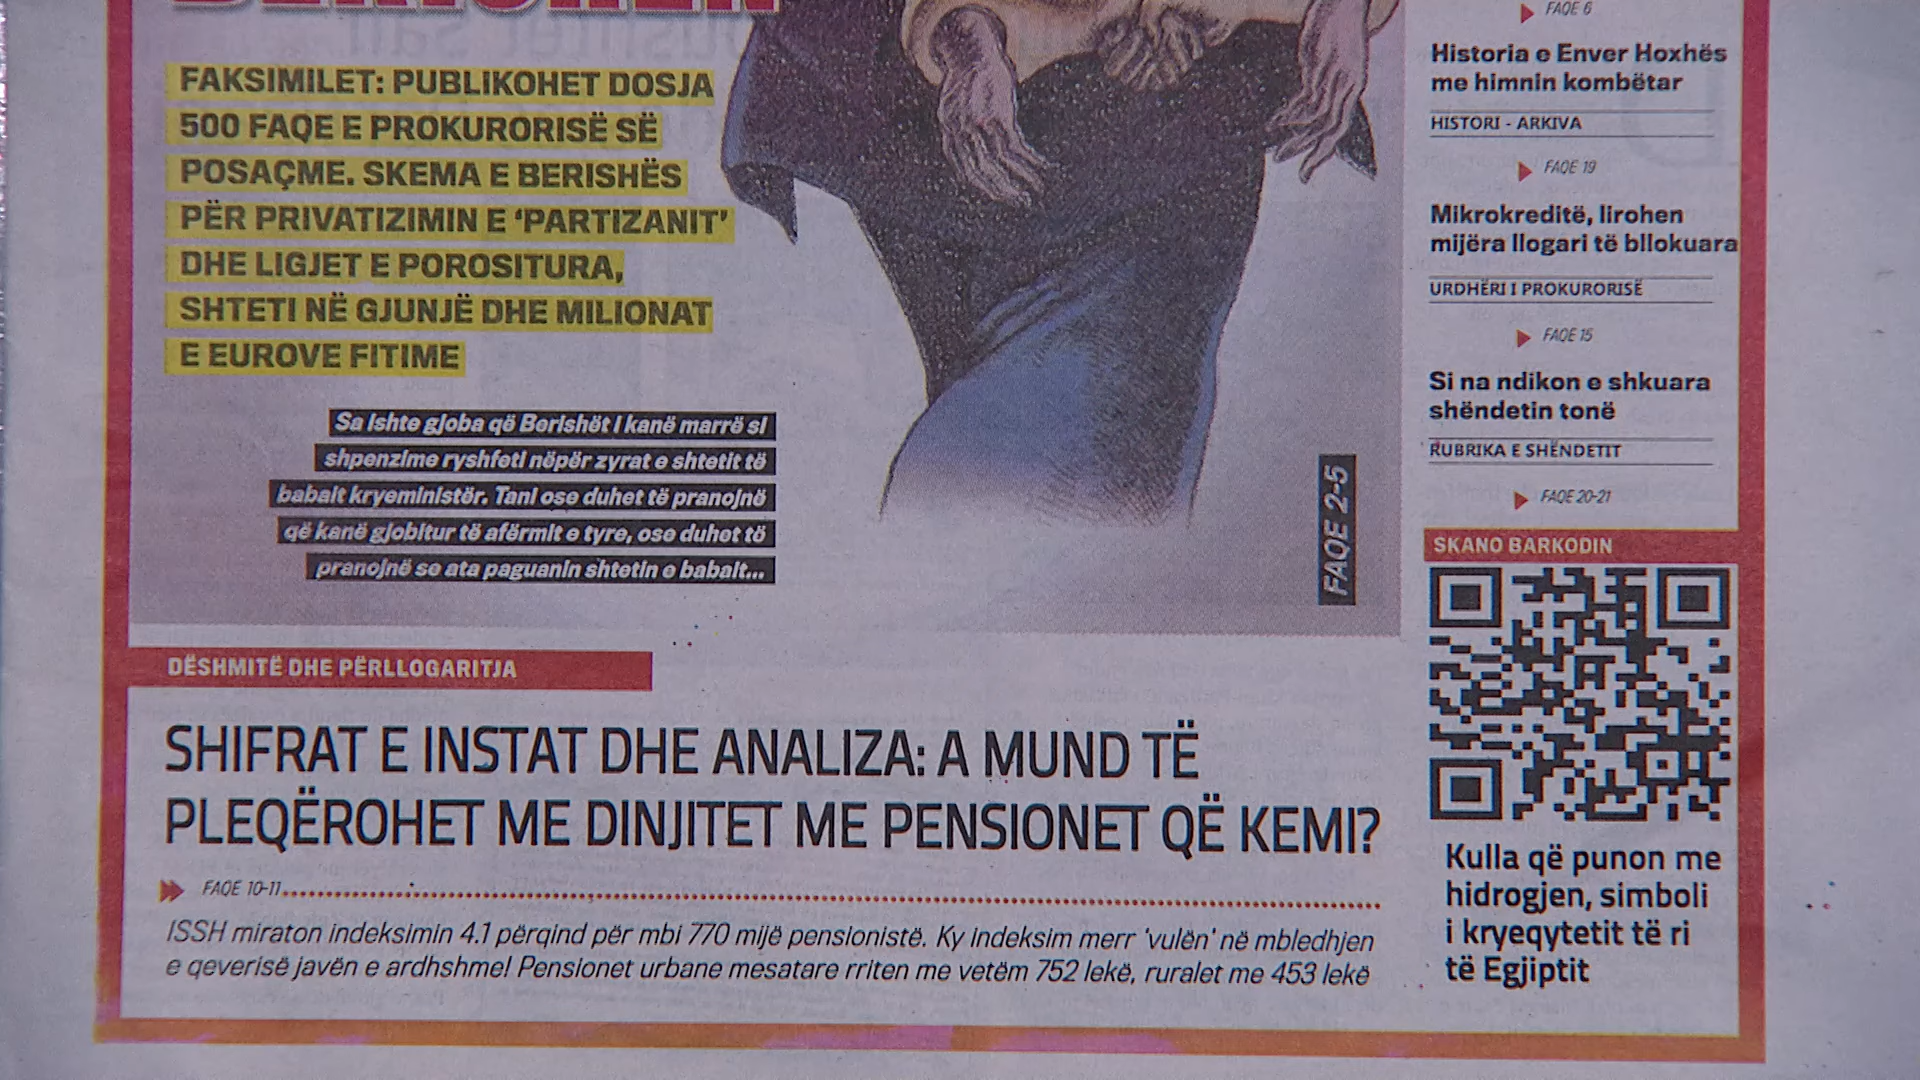 FAKSIMILET: PUBLIKOHET DOSJA
500 FAQE E PROKURORISË SË
POSAÇME. SKEMA E BERISHËS
PËR PRIVATIZIMIN E ‘PARTIZANIT’
DHE LIGJET E POROSITURA,
SHTETI NË GJUNJË DHE MILIONAT
E EUROVE FITIME
Sa ishte gjoba që Berishët i kanë marrë si
shpenzime ryshfeti nëpër zyrat e shtetit të
babait kryeministër. Tani ose duhet të pranojnë
që kanë gjobitur të afërmit e tyre, ose duhet të
pranojnë se ata paguanin shtetin e babait...
FAQE 2-5
DËSHMITË DHE PËRLLOGARITJA
SHIFRAT E INSTAT DHE ANALIZA: A MUND TË
PLEQËROHET ME DINJITET ME PENSIONET QË KEMI?
FAQE 10-11
ISSH miraton indeksimin 4.1 përqind për mbi 770 mijë pensionistë. Ky indeksim merr ‘vulën’ në mbledhjen
e qeverisë javën e ardhshme! Pensionet urbane mesatare rriten me vetëm 752 lekë, ruralet me 453 lekë
FAQE 6
Historia e Enver Hoxhës
me himnin kombëtar
HISTORI - ARKIVA
FAQE 19
Mikrokreditë, lirohen
mijëra llogari të bllokuara
URDHËRI I PROKURORISË
FAQE 15
Si na ndikon e shkuara
shëndetin tonë
RUBRIKA E SHËNDETIT
FAQE 20-21
SKANO BARKODIN
Kulla që punon me
hidrogjen, simboli
i kryeqytetit të ri
të Egjiptit